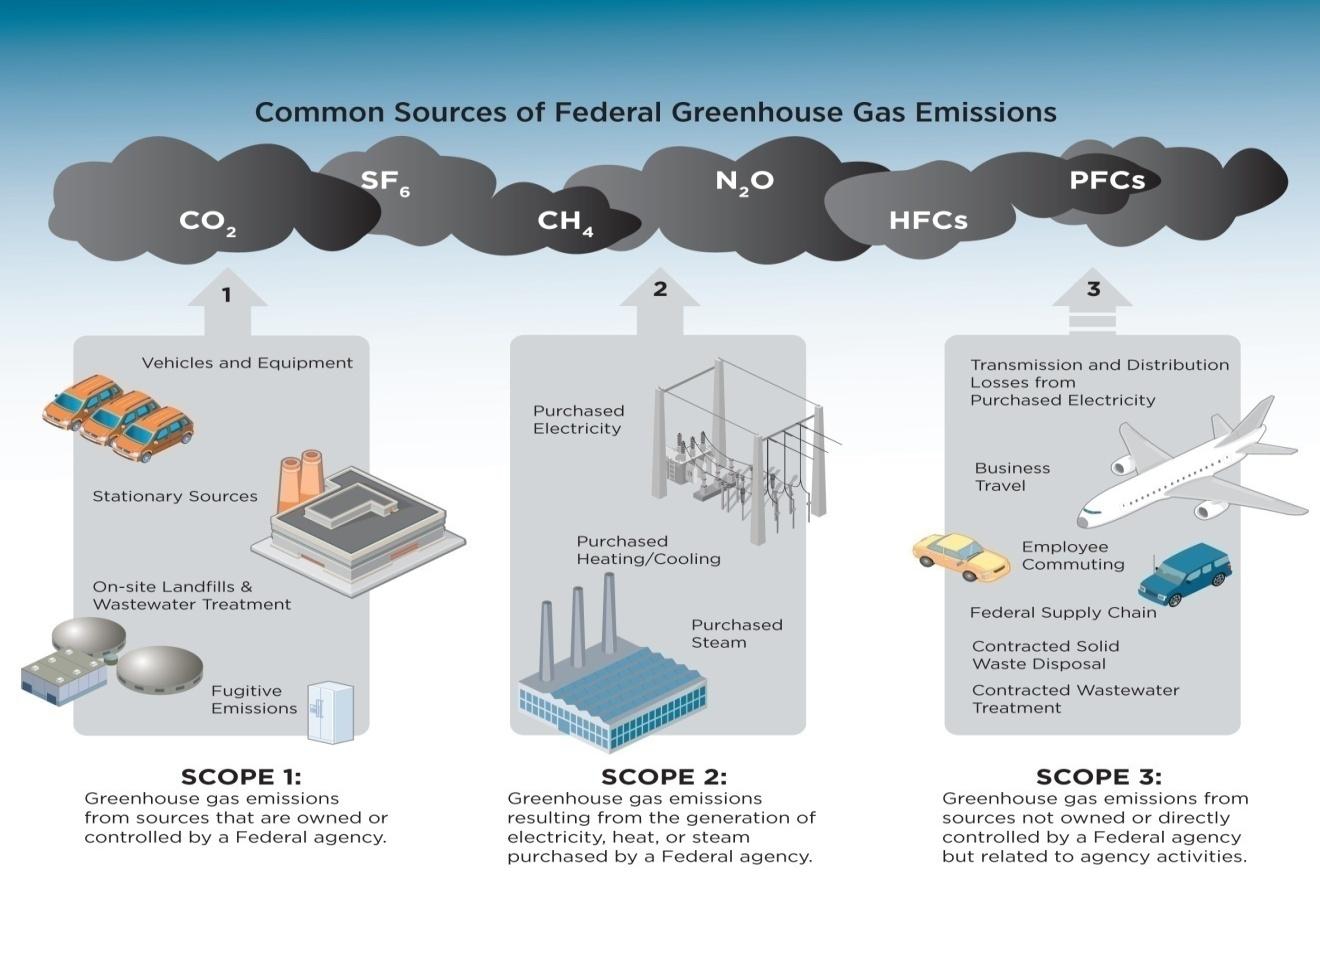 Common Sources of Federal Greenhouse Gas Emissions
CO2
SF6
CH4
N2O
HFCs
PFCs
1
Vehicles and Equipment
Stationary Sources
On-site Landfills &
Wastewater Treatment
Fugitive
Emissions
SCOPE 1:
Greenhouse gas emissions
from sources that are owned or
controlled by a Federal agency.
2
Purchased
Electricity
Purchased
Heating/Cooling
Purchased
Steam
SCOPE 2:
Greenhouse gas emissions
resulting from the generation of
electricity, heat, or steam
purchased by a Federal agency.
3
Transmission and Distribution
Losses from
Purchased Electricity
Business
Travel
Employee
Commuting
Federal Supply Chain
Contracted Solid
Waste Disposal
Contracted Wastewater
Treatment
SCOPE 3:
Greenhouse gas emissions from
sources not owned or directly
controlled by a Federal agency
but related to agency activities.